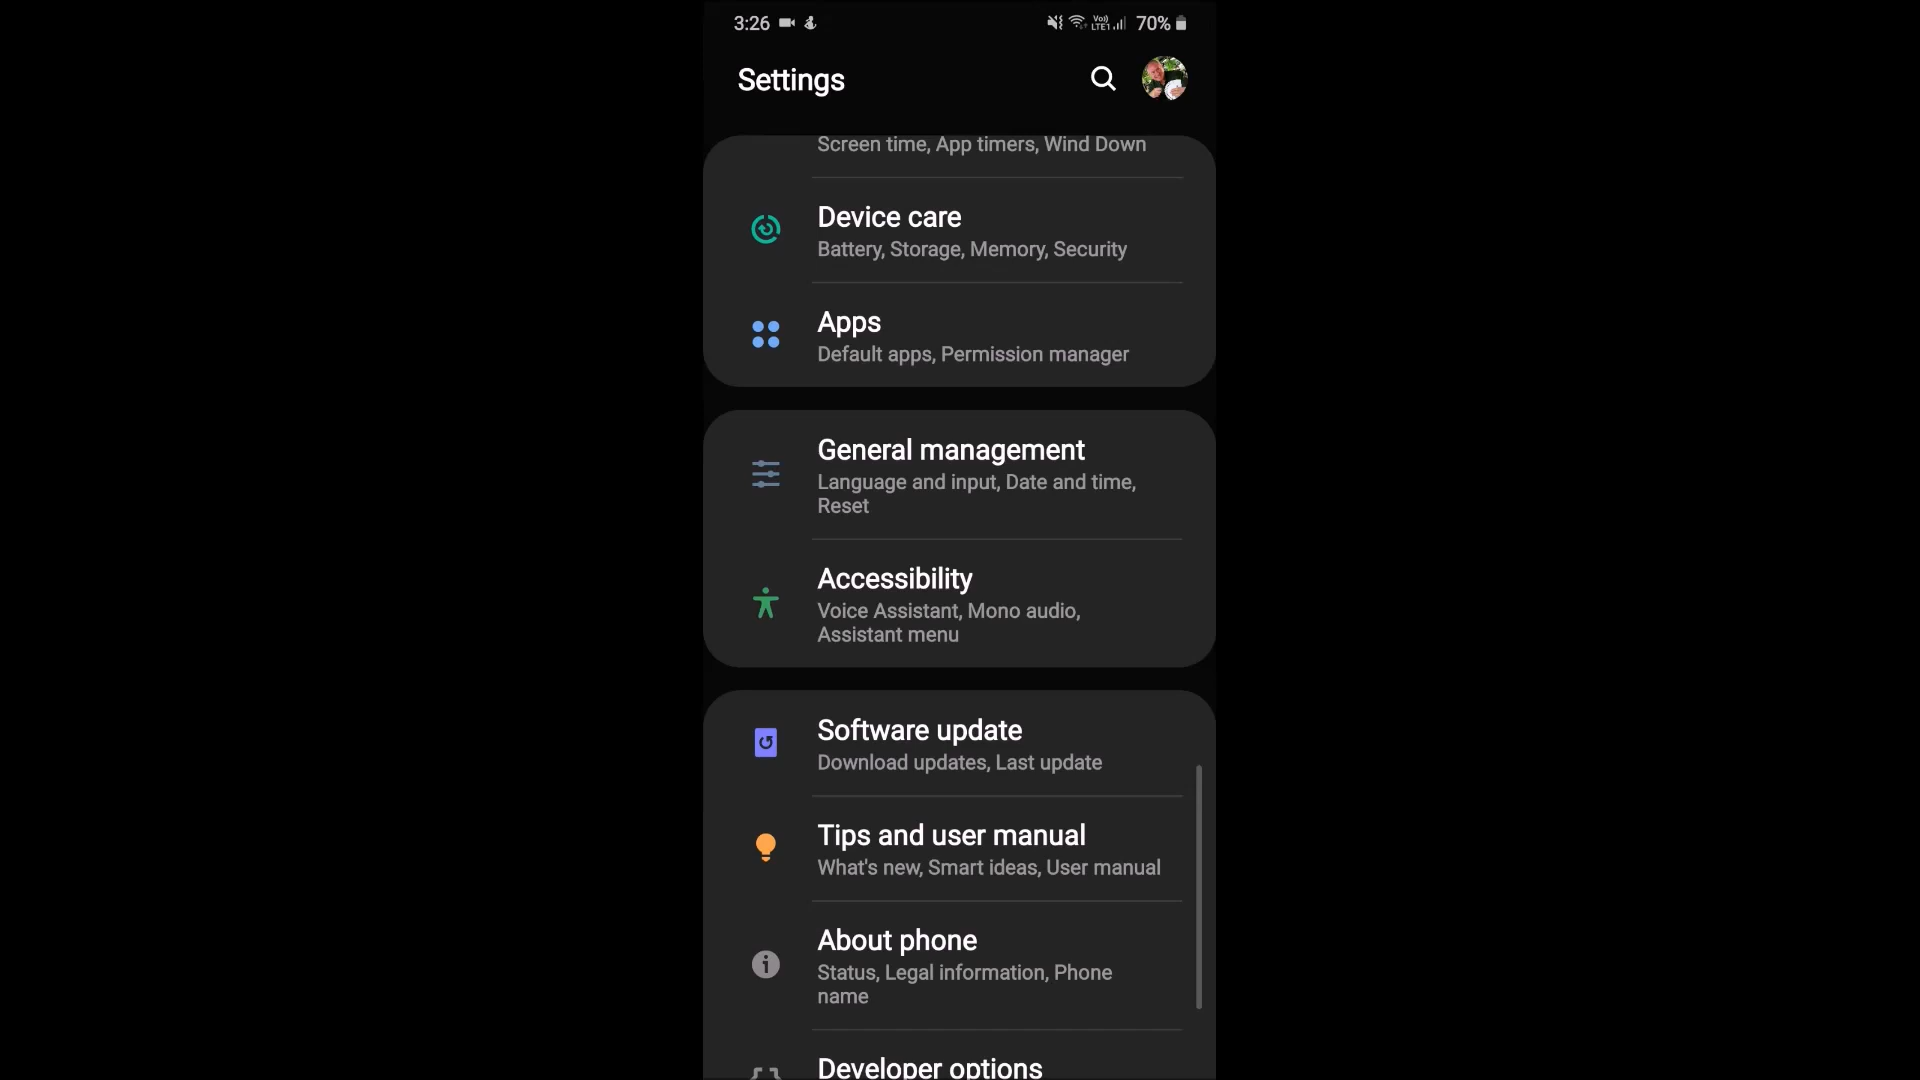 3:26 Vo) LTE1 70%
Settings
Screen time, App timers, Wind Down
Device care
Battery, Storage, Memory, Security
Apps
Default apps, Permission manager
General management
Language and input, Date and time,
Reset
Accessibility
Voice Assistant, Mono audio,
Assistant menu
Software update
Download updates, Last update
Tips and user manual
What's new, Smart ideas, User manual
About phone
Status, Legal information, Phone
name
Developer options